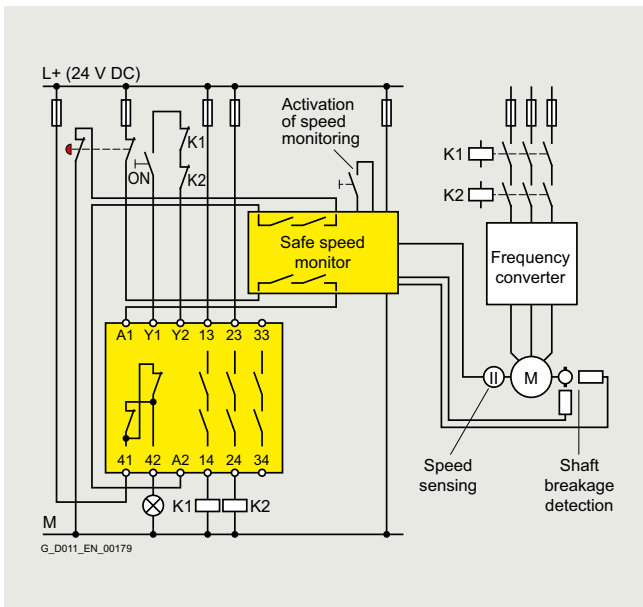 L+ (24 V DC)
Activation
of speed
monitoring
K1
K2
ON
K1
K2
Safe speed
monitor
Frequency
converter
A1 Y1 Y2 13 23 33
M
41 42 A2 14 24 34
K1
K2
Speed
sensing
Shaft
breakage
detection
M
G_D011_EN_00179